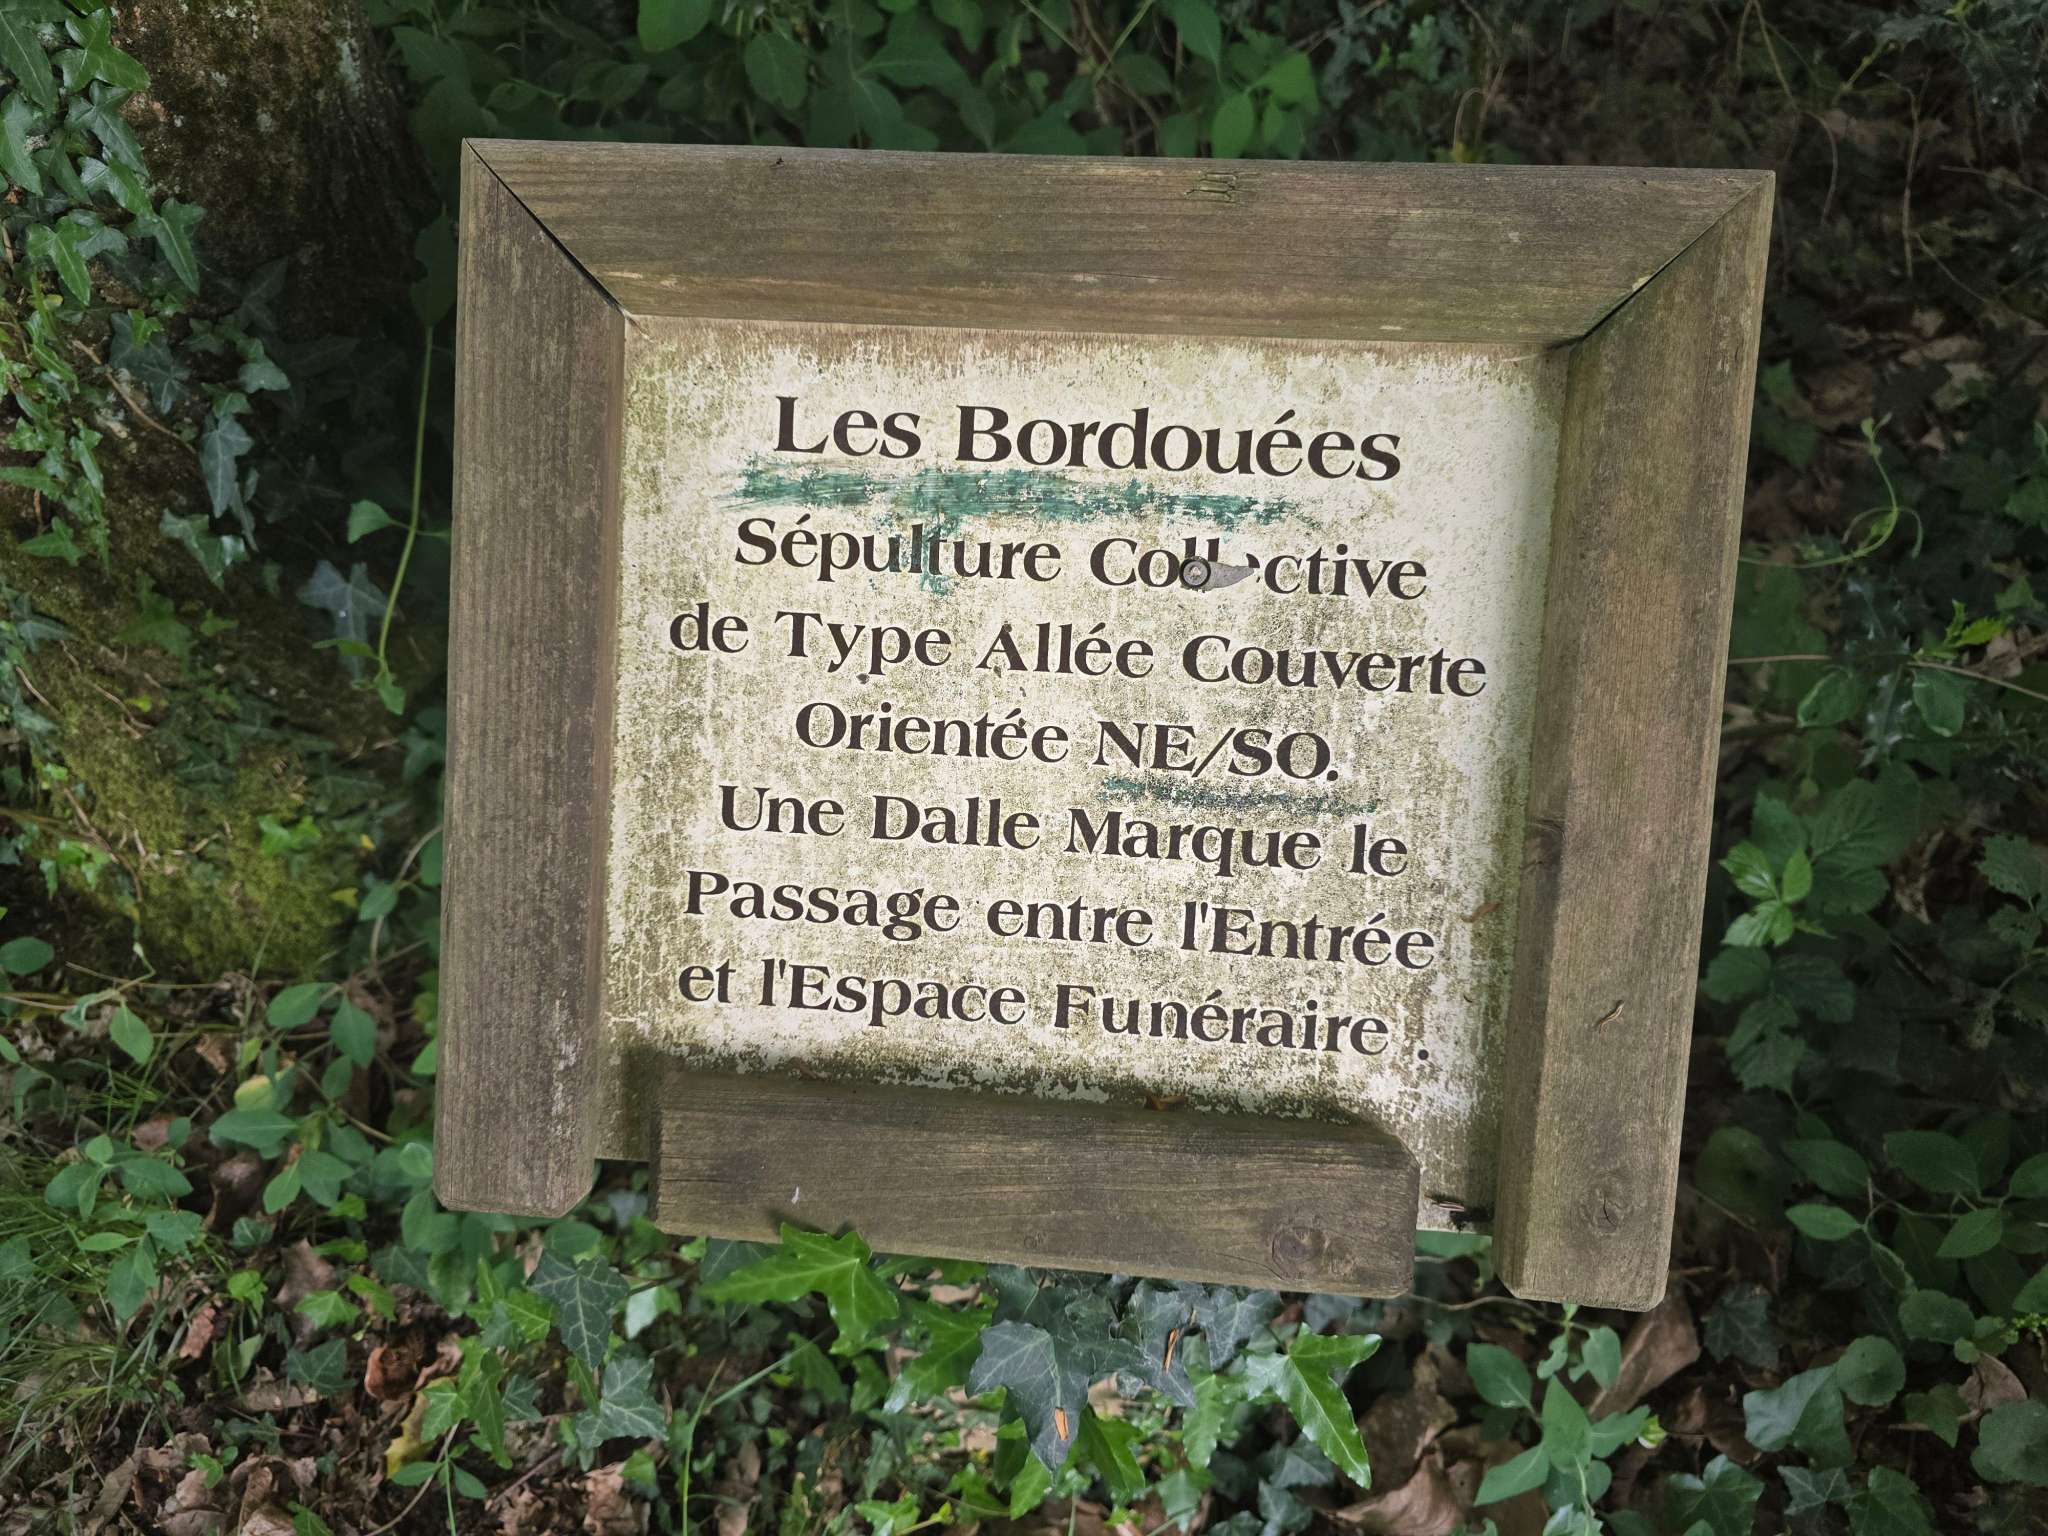 Les Bordouées
Sépulture Collective
de Type Allée Couverte
Orientée NE/SO.
Une Dalle Marque le
Passage entre l'Entrée
et l'Espace Funéraire .